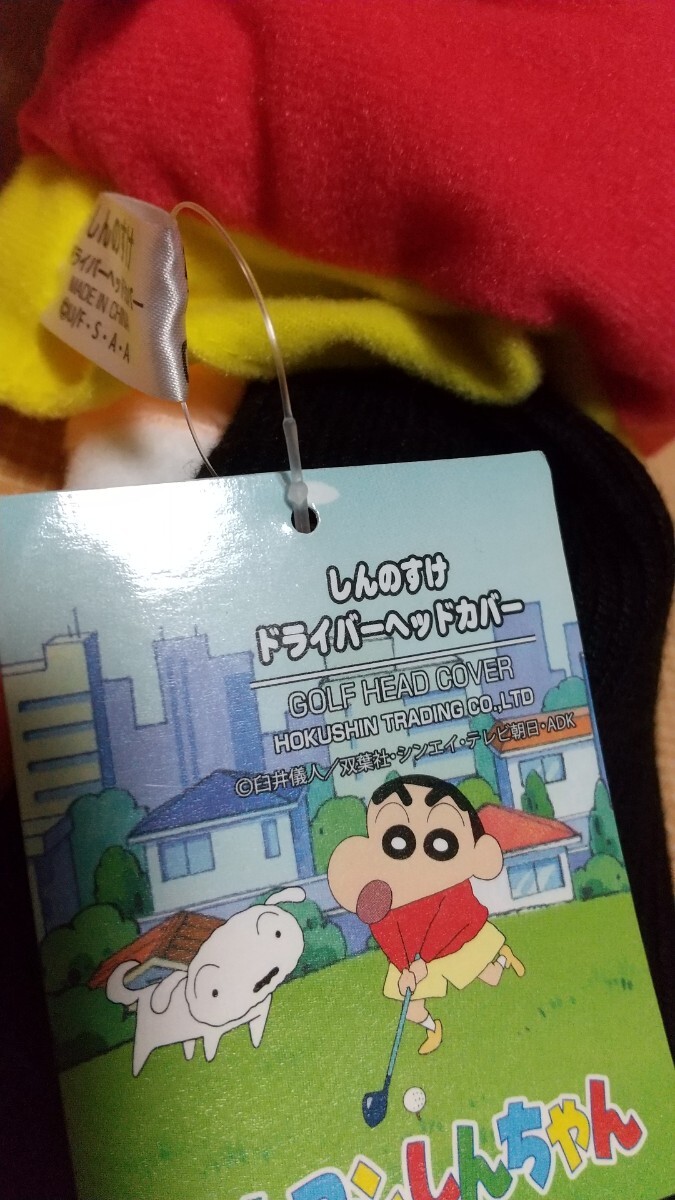 しんのすけ
ライバーヘッドカバー
MADE IN CHINA
©U/F・S・A・A
しんのすけ
ドライバーヘッドカバー
GOLF HEAD COVER
HOKUSHIN TRADING CO.,LTD
©臼井儀人/双葉社・シンエイ・テレビ朝日・ADK
しんちゃん